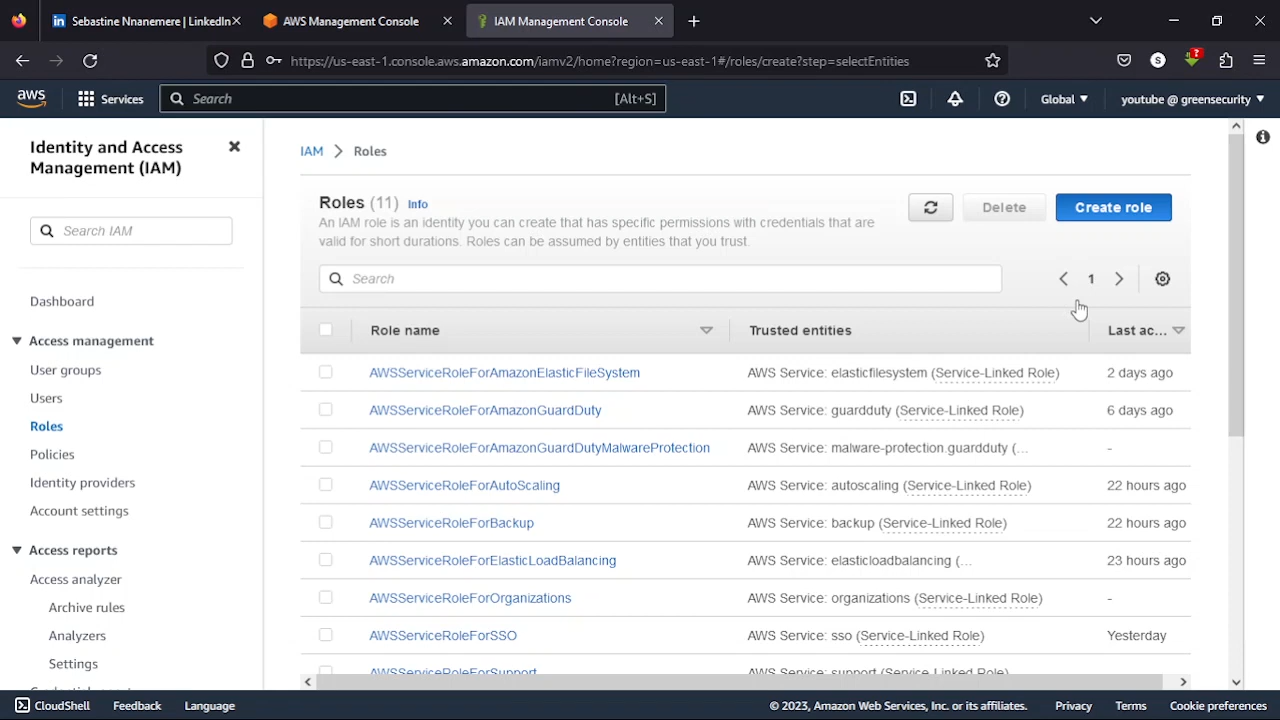 Sebastine Nnanemere | LinkedIn
AWS Management Console
IAM Management Console
https://us-east-1.console.aws.amazon.com/iamv2/home?region=us-east-1#/roles/create?step=selectEntities
S
?
aws
Services
Search
[Alt+S]
Global
youtube @ greensecurity
Identity and Access
Management (IAM)
Search IAM
Dashboard
Access management
User groups
Users
Roles
Policies
Identity providers
Account settings
Access reports
Access analyzer
Archive rules
Analyzers
Settings
IAM
Roles
Roles (11) Info
An IAM role is an identity you can create that has specific permissions with credentials that are
valid for short durations. Roles can be assumed by entities that you trust.
Delete
Create role
Search
1
Role name Trusted entities Last ac...
AWSServiceRoleForAmazonElasticFileSystem AWS Service: elasticfilesystem (Service-Linked Role) 2 days ago
AWSServiceRoleForAmazonGuardDuty AWS Service: guardduty (Service-Linked Role) 6 days ago
AWSServiceRoleForAmazonGuardDutyMalwareProtection AWS Service: malware-protection.guardduty (... -
AWSServiceRoleForAutoScaling AWS Service: autoscaling (Service-Linked Role) 22 hours ago
AWSServiceRoleForBackup AWS Service: backup (Service-Linked Role) 22 hours ago
AWSServiceRoleForElasticLoadBalancing AWS Service: elasticloadbalancing (... 23 hours ago
AWSServiceRoleForOrganizations AWS Service: organizations (Service-Linked Role) -
AWSServiceRoleForSSO AWS Service: sso (Service-Linked Role) Yesterday
AWSServiceRoleForSupport AWS Service: support (Service-Linked Role)
CloudShell
Feedback
Language
© 2023, Amazon Web Services, Inc. or its affiliates.
Privacy
Terms
Cookie preferences